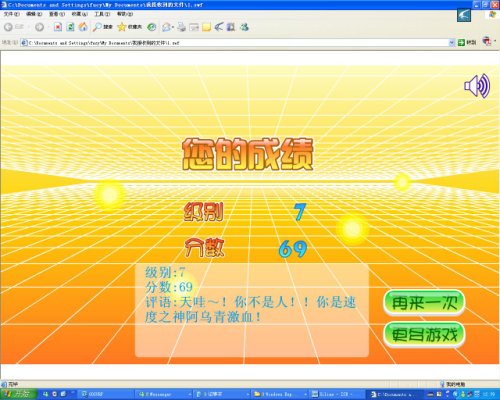 C:\Documents and Settings\fucy\My Documents\我接收到的文件\1.swf
文件(F) 编辑(E) 查看(V) 收藏(A) 工具(T) 帮助(H)
后退 搜索 收藏夹
地址(D) C:\Documents and Settings\fucy\My Documents\我接收到的文件\1.swf 转到
您的成绩
级别 7
分数 69
级别:7
分数:69
评语:天哇～！你不是人！！你是速
度之神阿乌青激血！
再来一次
更多游戏
完毕 我的电脑
开始